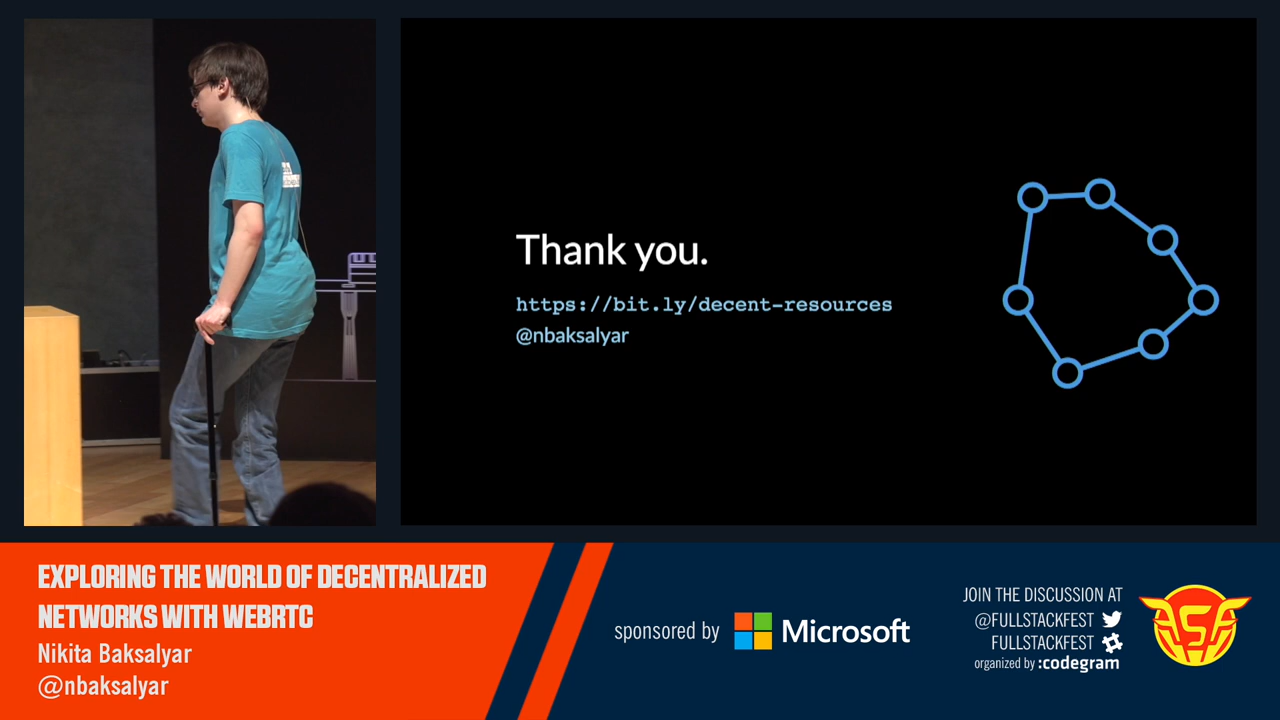 Thank you.
https://bit.ly/decent-resources
@nbaksalyar
EXPLORING THE WORLD OF DECENTRALIZED
NETWORKS WITH WEBRTC
Nikita Baksalyar
@nbaksalyar
sponsored by Microsoft
JOIN THE DISCUSSION AT
@FULLSTACKFEST
FULLSTACKFEST
organized by :codegram
FSF